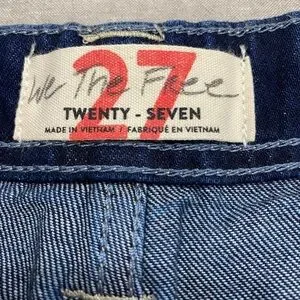 27
We The Free
TWENTY - SEVEN
MADE IN VIETNAM / FABRIQUÉ EN VIETNAM